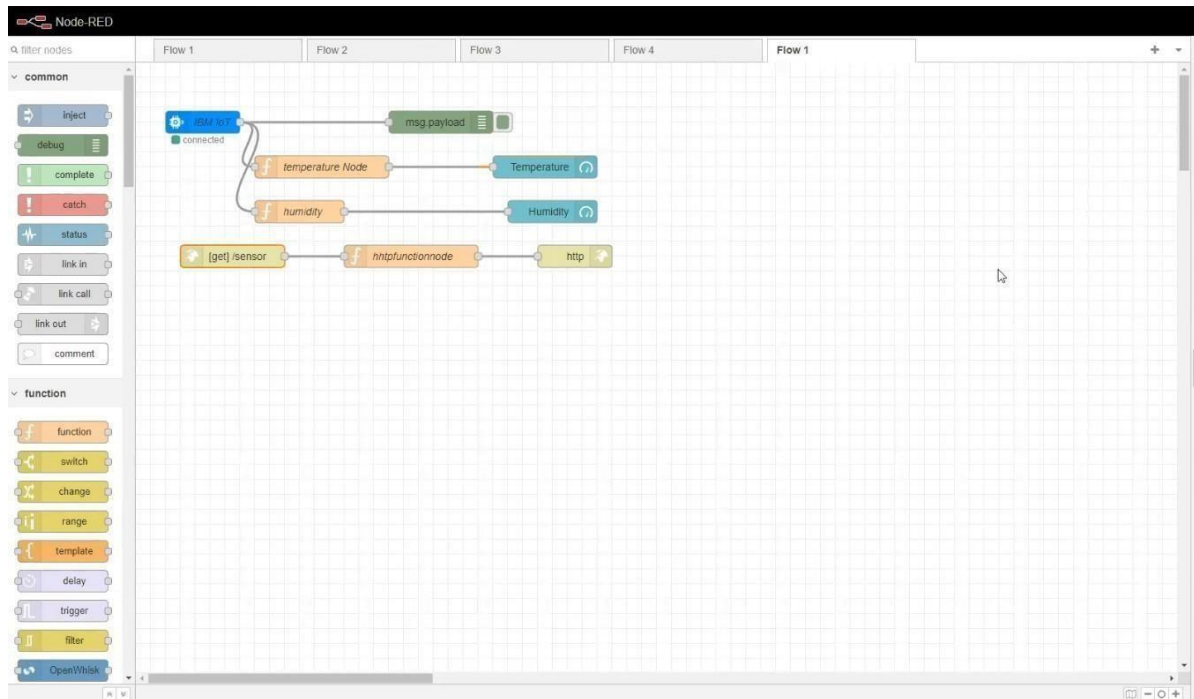 Node-RED
filter nodes
Flow 1
Flow 2
Flow 3
Flow 4
Flow 1
common
inject
debug
complete
catch
status
link in
link call
link out
comment
function
function
switch
change
range
template
delay
trigger
filter
OpenWhisk
IBM IoT
connected
msg.payload
temperature Node
Temperature
humidity
Humidity
[get] /sensor
hhtpfunctionnode
http